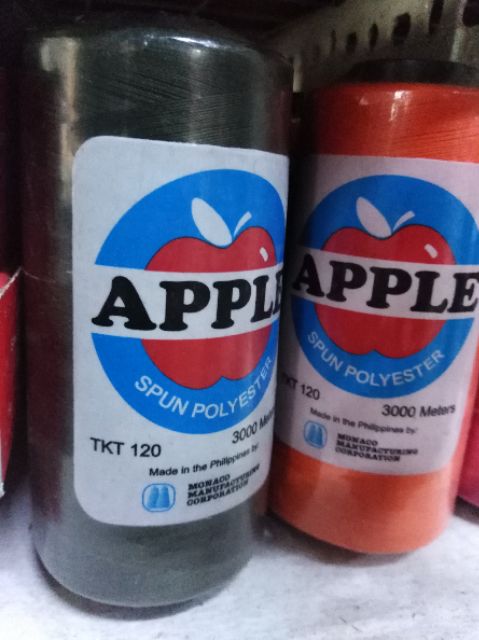 APPLE
SPUN POLYESTER
TKT 120
3000 Meters
Made in the Philippines by:
MONACO
MANUFACTURING
CORPORATION
APPLE
SPUN POLYESTER
TKT 120
3000 Meters
Made in the Philippines by:
MONACO
MANUFACTURING
CORPORATION